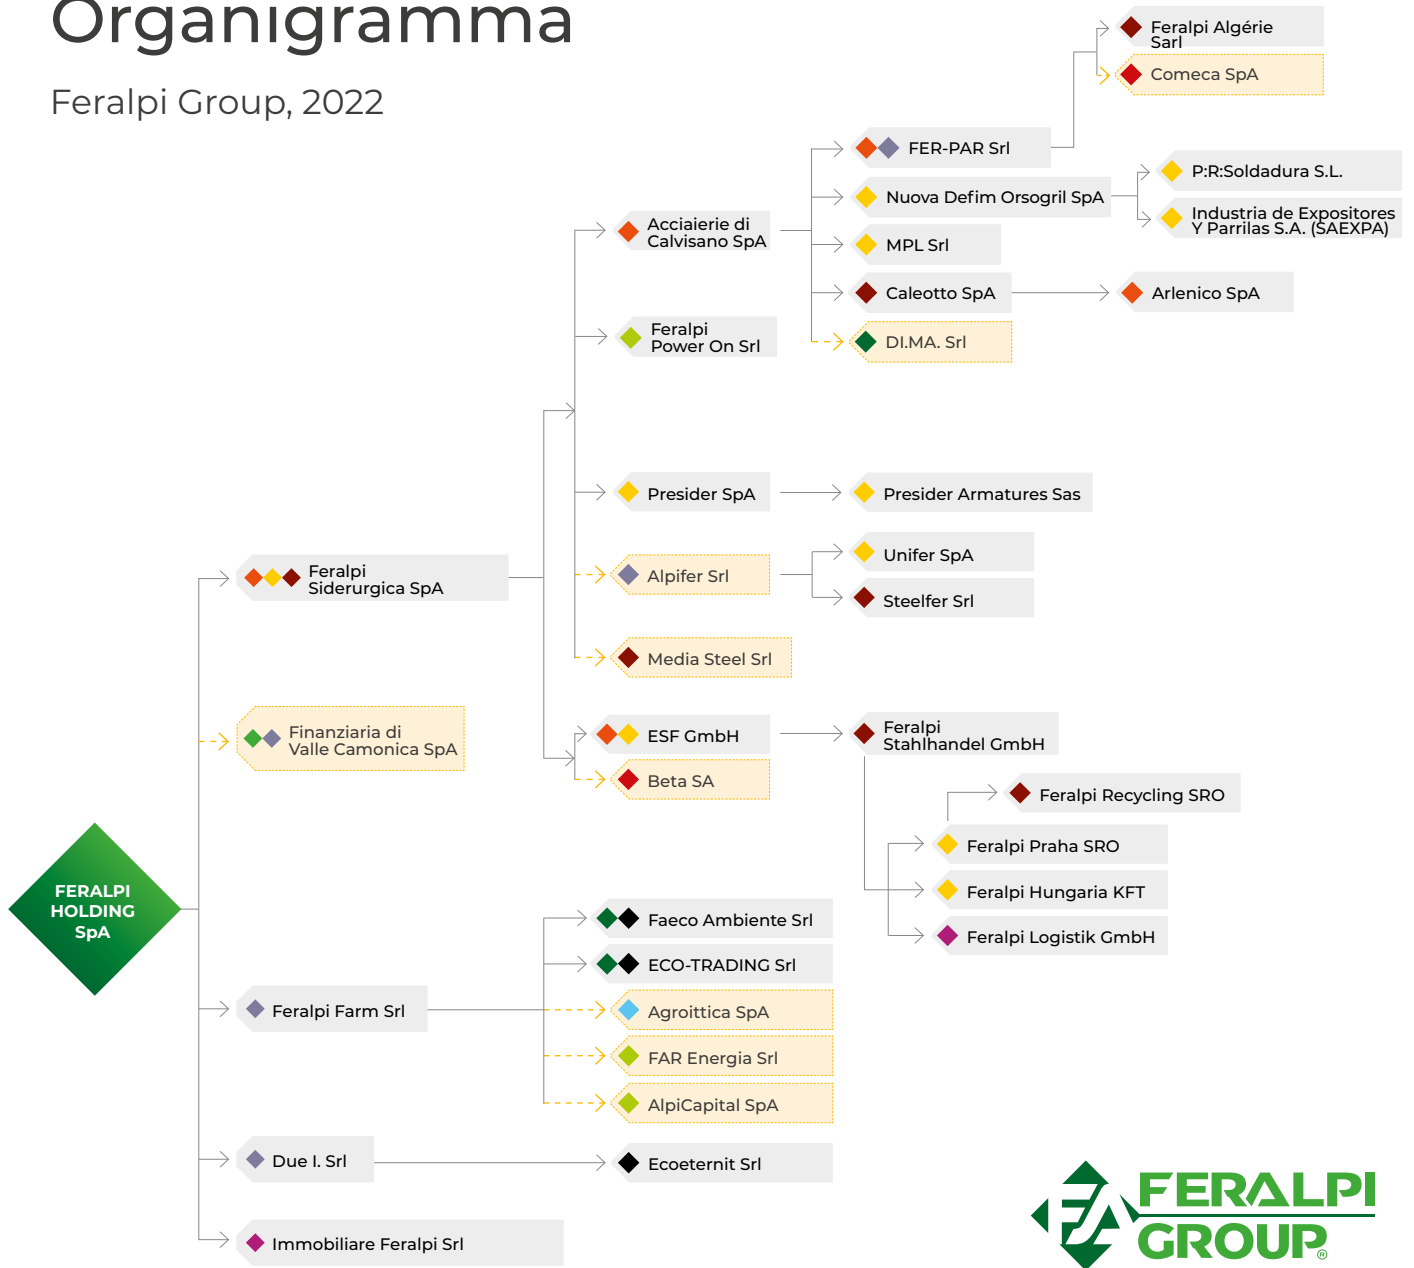 Organigramma
Feralpi Group, 2022
Feralpi Algérie
Sarl
Comeca SpA
FER-PAR Srl
Nuova Defim Orsogril SpA
P:R:Soldadura S.L.
Industria de Expositores
Y Parrilas S.A. (SAEXPA)
Acciaierie di
Calvisano SpA
MPL Srl
Caleotto SpA
Arlenico SpA
DI.MA. Srl
Feralpi
Power On Srl
Presider SpA
Presider Armatures Sas
Alpifer Srl
Unifer SpA
Steelfer Srl
Feralpi
Siderurgica SpA
Media Steel Srl
Finanziaria di
Valle Camonica SpA
ESF GmbH
Feralpi
Stahlhandel GmbH
Beta SA
Feralpi Recycling SRO
Feralpi Praha SRO
Feralpi Hungaria KFT
Feralpi Logistik GmbH
FERALPI
HOLDING
SpA
Faeco Ambiente Srl
ECO-TRADING Srl
Feralpi Farm Srl
Agroittica SpA
FAR Energia Srl
AlpiCapital SpA
Due I. Srl
Ecoeternit Srl
Immobiliare Feralpi Srl
FERALPI
GROUP®